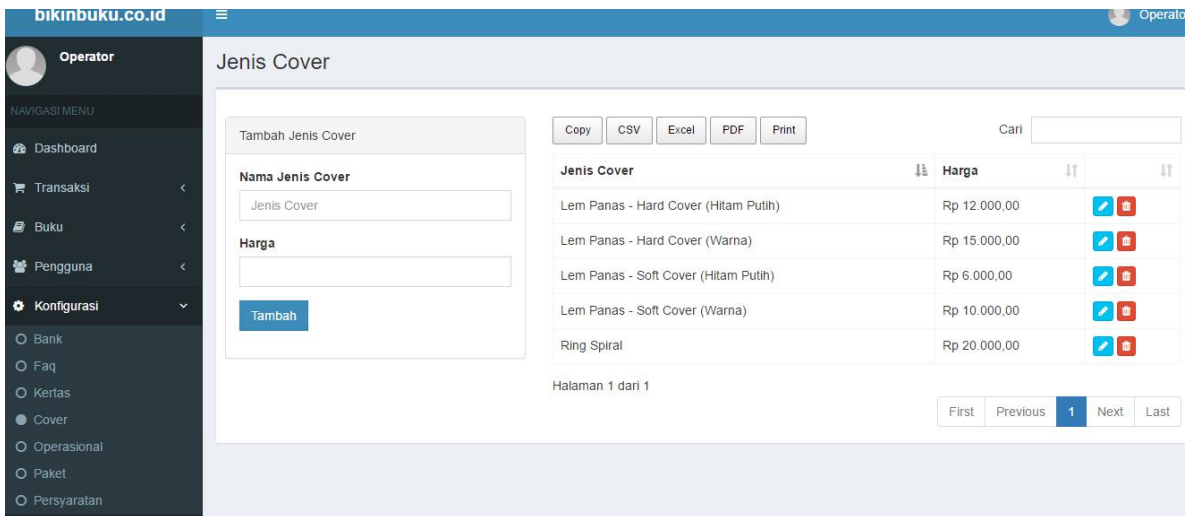 bikinbuku.co.id
Operator
Operator
Jenis Cover
NAVIGASI MENU
Dashboard
Transaksi
Buku
Pengguna
Konfigurasi
Bank
Faq
Kertas
Cover
Operasional
Paket
Persyaratan
Tambah Jenis Cover
Nama Jenis Cover
Jenis Cover
Harga
Tambah
Copy CSV Excel PDF Print Cari
Jenis Cover Harga
Lem Panas - Hard Cover (Hitam Putih) Rp 12.000,00
Lem Panas - Hard Cover (Warna) Rp 15.000,00
Lem Panas - Soft Cover (Hitam Putih) Rp 6.000,00
Lem Panas - Soft Cover (Warna) Rp 10.000,00
Ring Spiral Rp 20.000,00
Halaman 1 dari 1
First Previous 1 Next Last